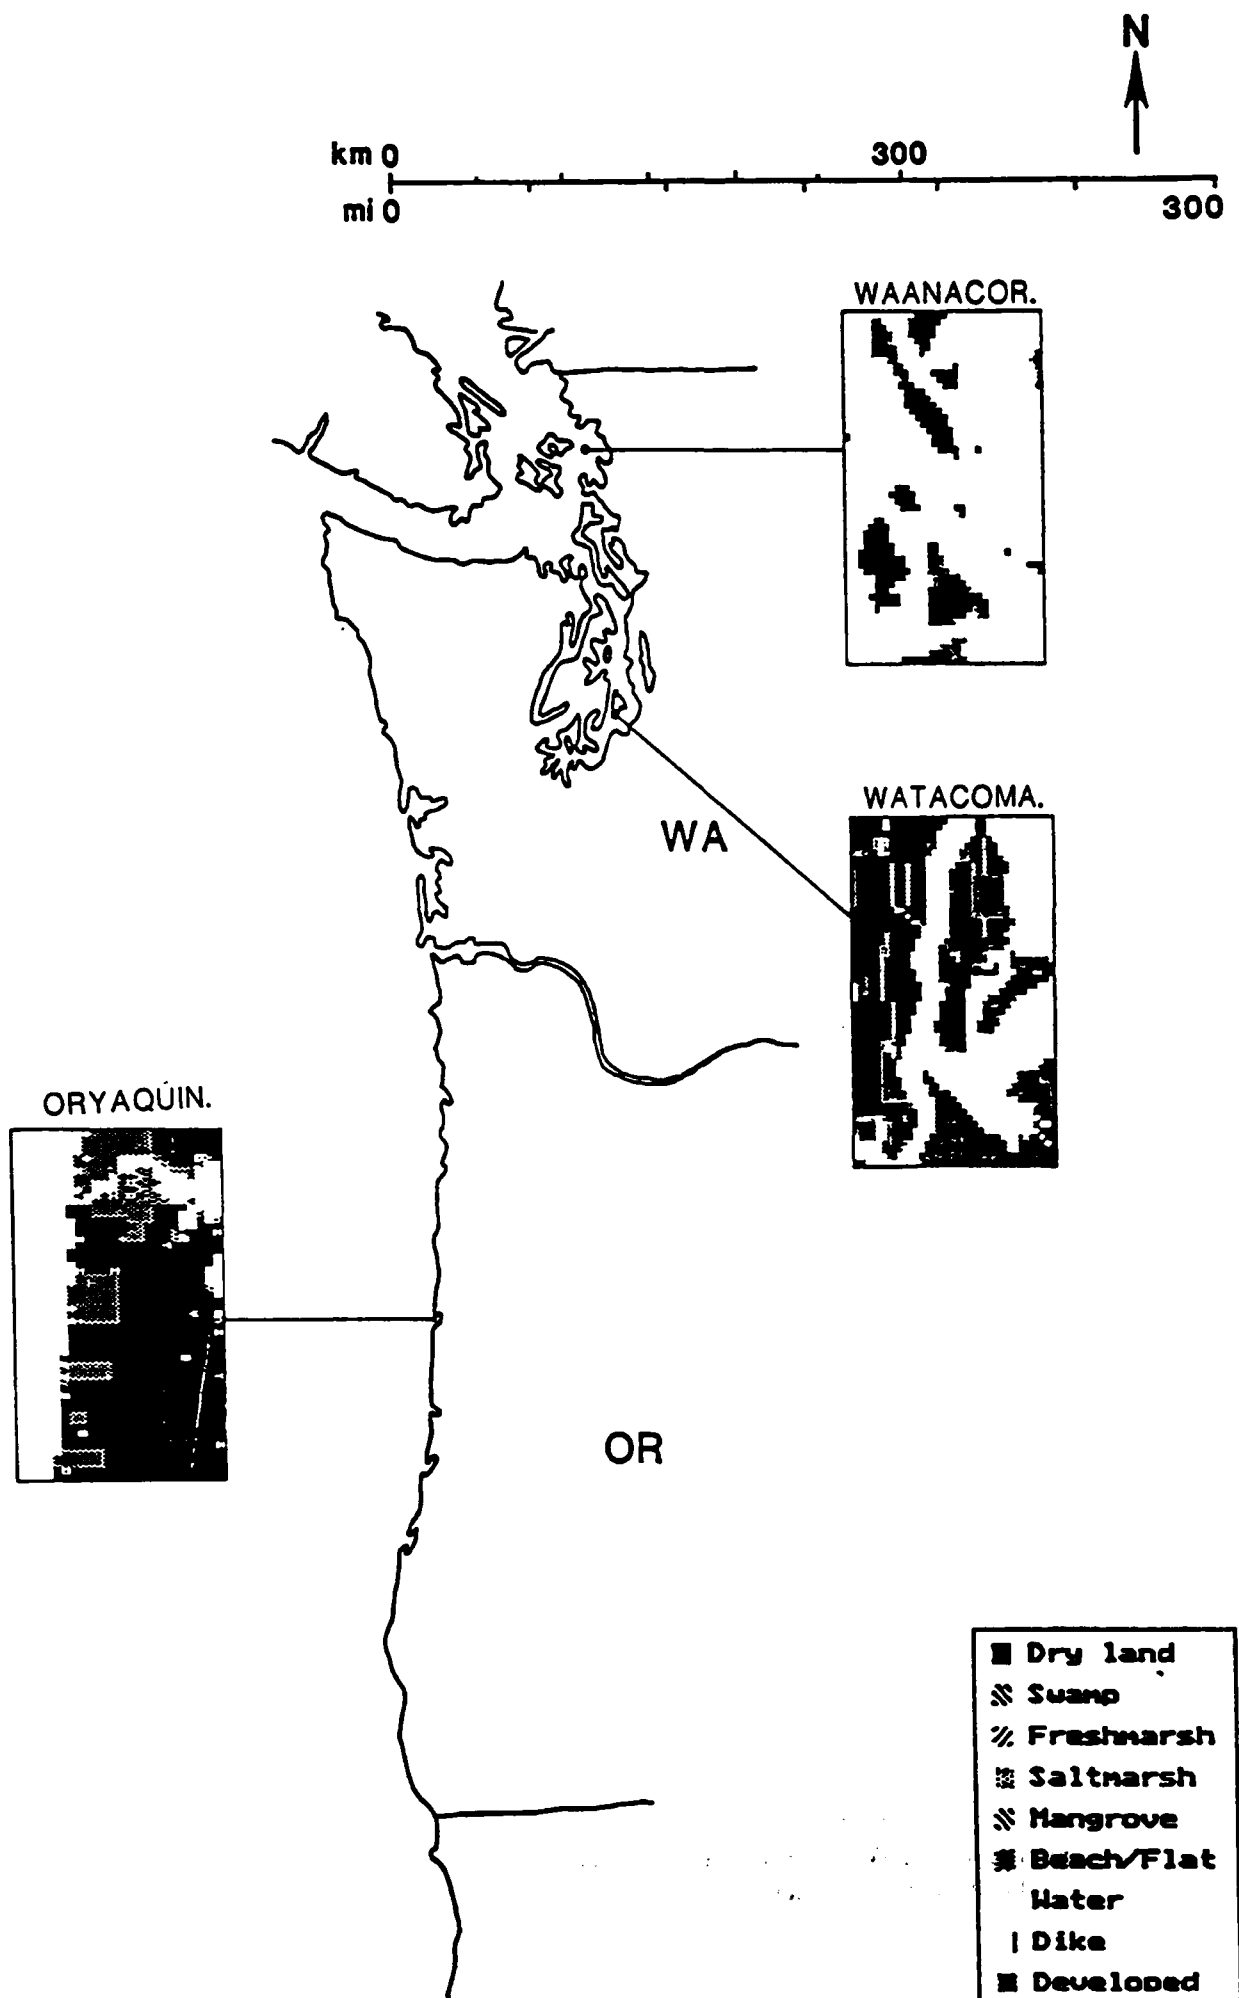 N
km 0 300
mi 0 300
WAANACOR.
WATACOMA.
WA
ORYAQUIN.
OR
Dry land
Swamp
Freshmarsh
Saltmarsh
Mangrove
Beach/Flat
Water
Dike
Developed